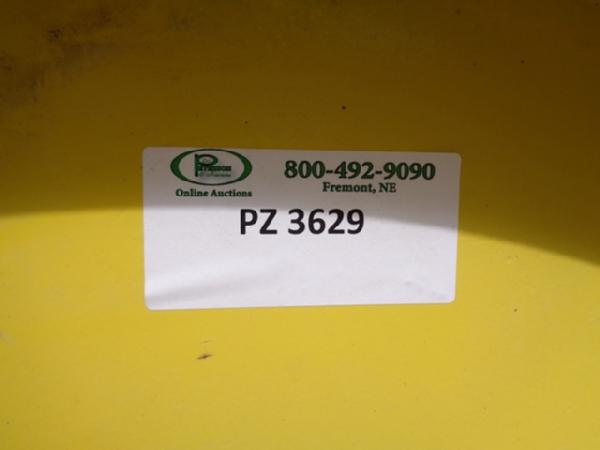 Online Auctions
800-492-9090
Fremont, NE
PZ 3629